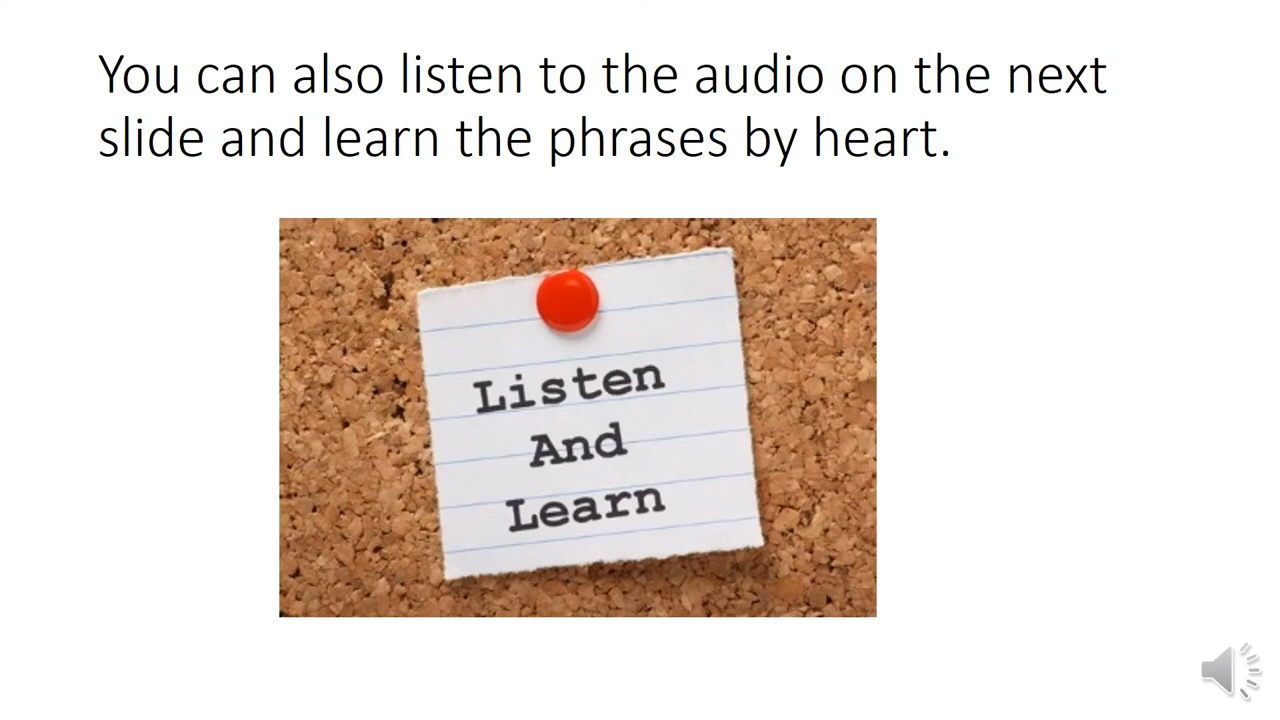 You can also listen to the audio on the next
slide and learn the phrases by heart.
Listen
And
Learn